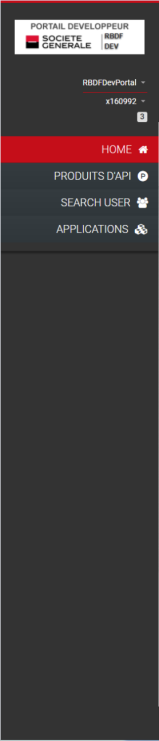 PORTAIL DEVELOPPEUR
SOCIETE GENERALE
RBDF DEV
RBDFDevPortal
x160992
3
HOME
PRODUITS D'API P
SEARCH USER
APPLICATIONS